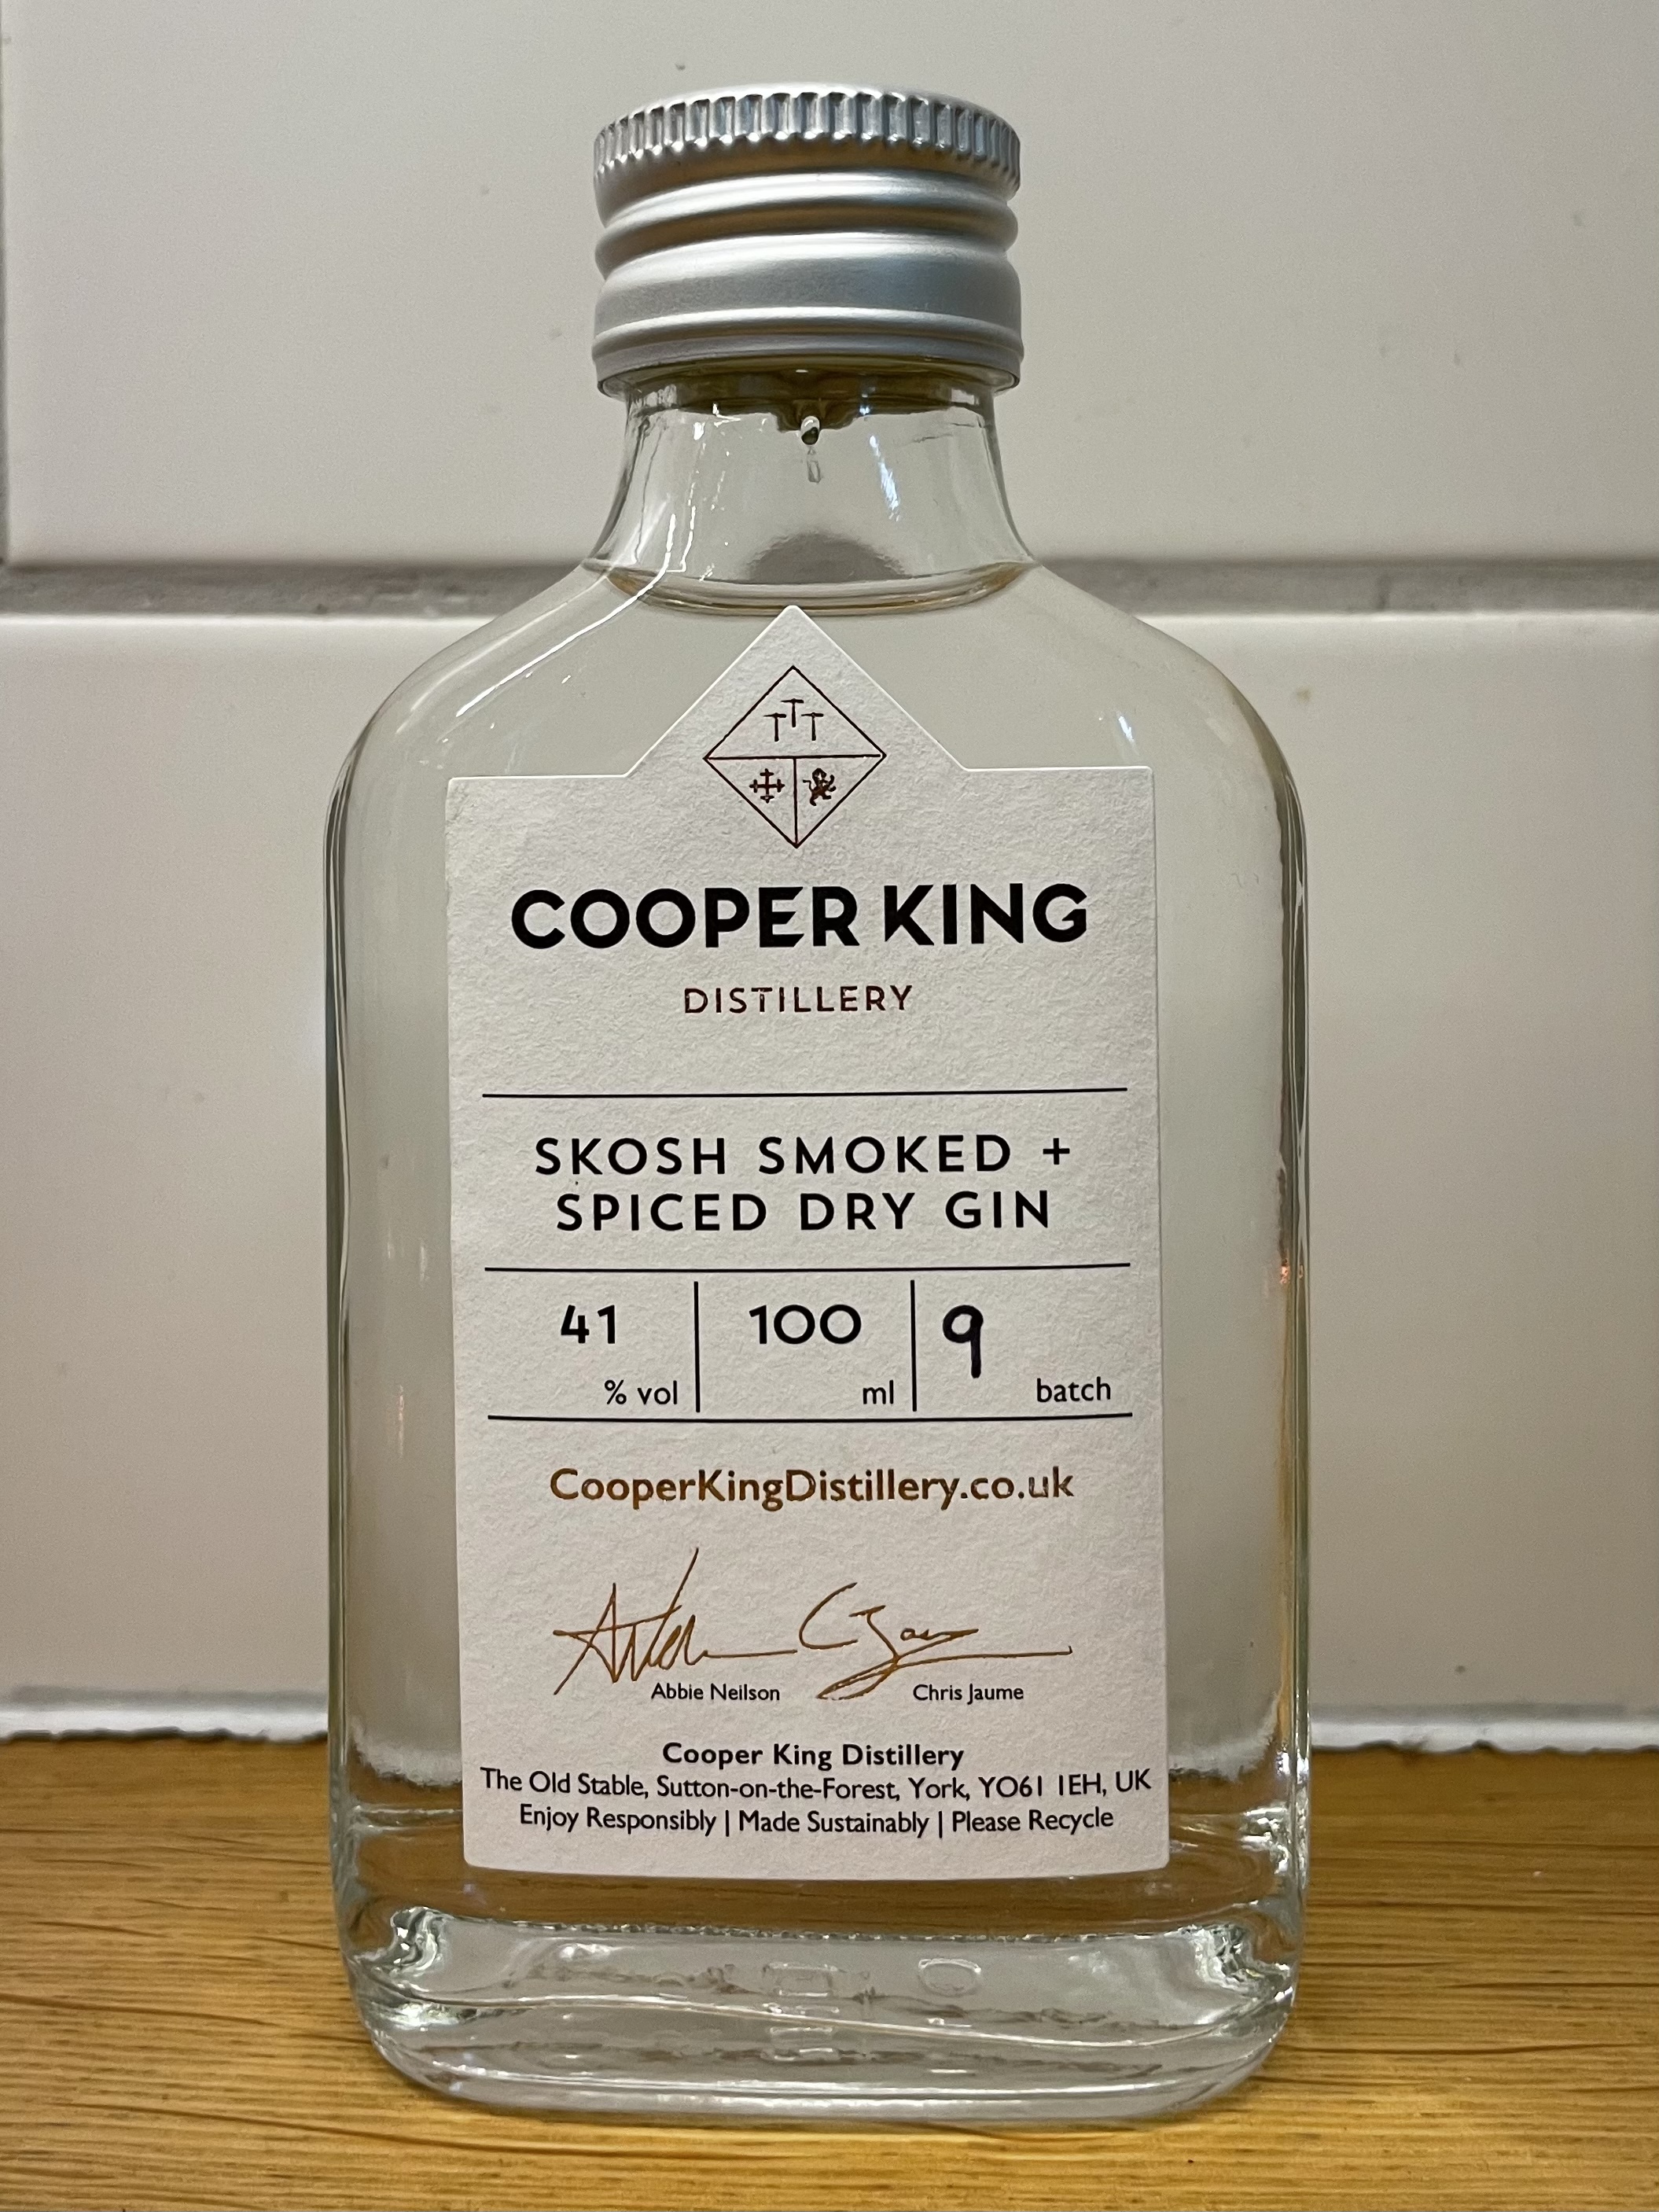 COOPER KING
DISTILLERY
SKOSH SMOKED +
SPICED DRY GIN
41 100 9
% vol ml batch
CooperKingDistillery.co.uk
Abbie Neilson Chris Jaume
Cooper King Distillery
The Old Stable, Sutton-on-the-Forest, York, YO61 1EH, UK
Enjoy Responsibly | Made Sustainably | Please Recycle